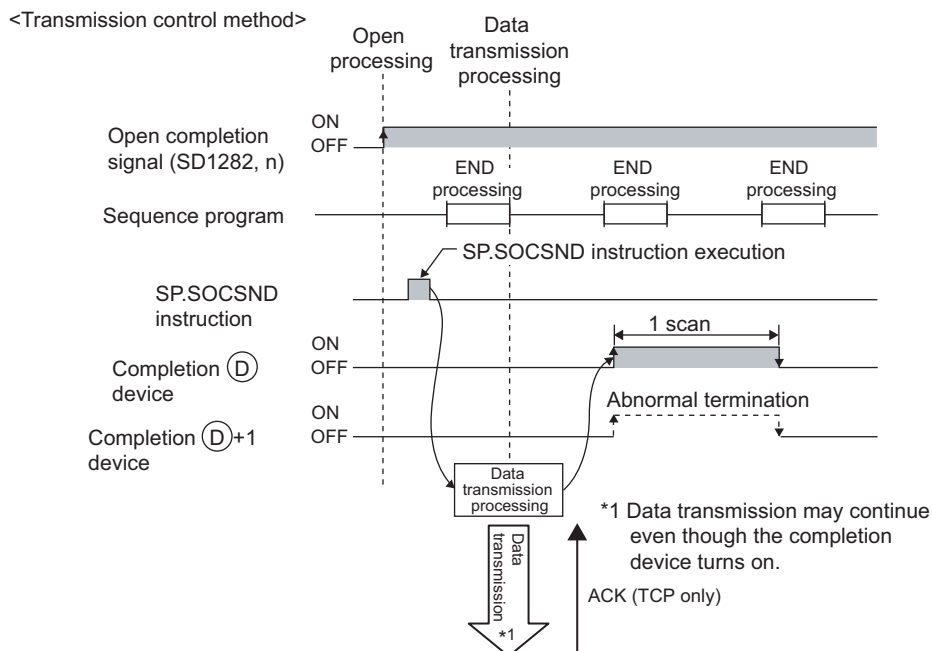 <Transmission control method>
Open
processing
Data
transmission
processing
Open completion
signal (SD1282, n)
ON
OFF
END
processing
END
processing
END
processing
Sequence program
SP.SOCSND instruction execution
SP.SOCSND
instruction
1 scan
ON
OFF
Completion D
device
Abnormal termination
ON
OFF
Completion D+1
device
Data
transmission
processing
*1 Data transmission may continue
even though the completion
device turns on.
Data
transmission
*1
ACK (TCP only)